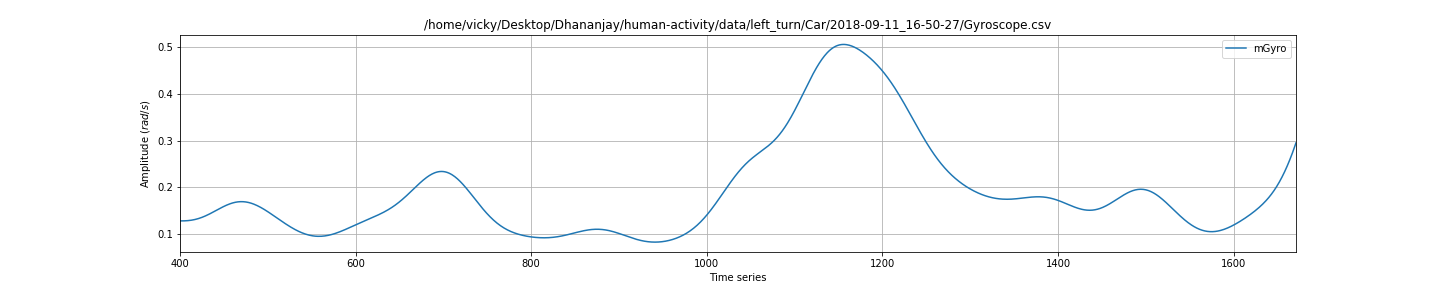 /home/vicky/Desktop/Dhananjay/human-activity/data/left_turn/Car/2018-09-11_16-50-27/Gyroscope.csv
mGyro
Amplitude (rad/s)
0.5
0.4
0.3
0.2
0.1
400 600 800 1000 1200 1400 1600
Time series